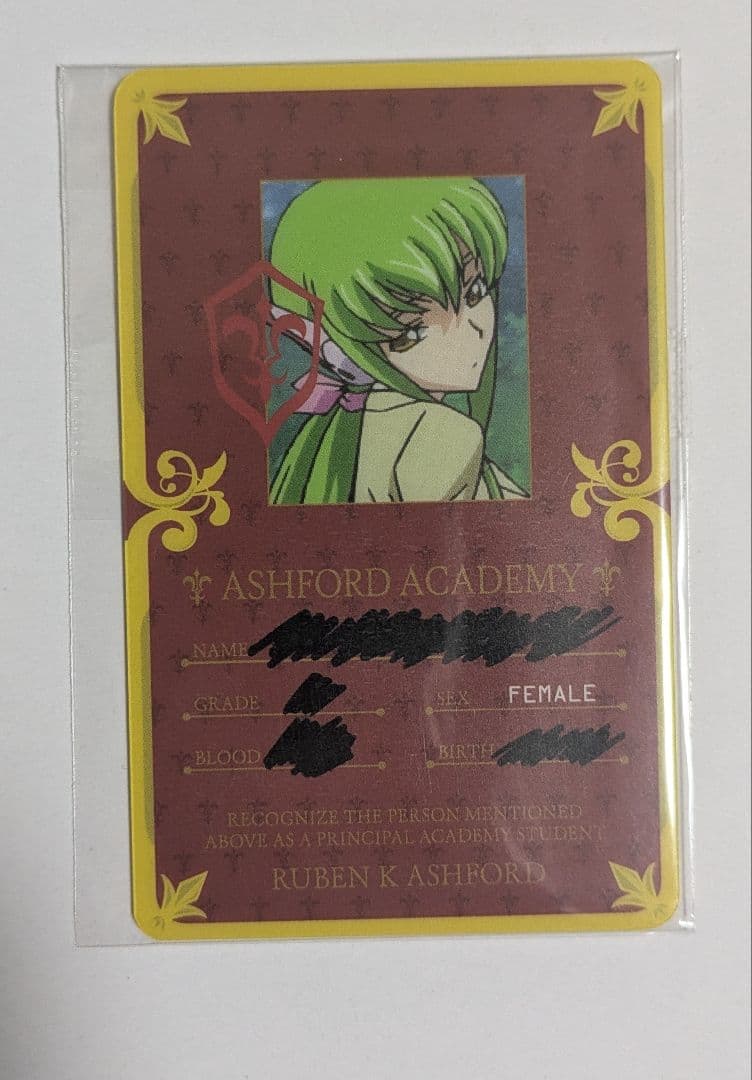 ASHFORD ACADEMY
NAME
GRADE SEX FEMALE
BLOOD BIRTH
RECOGNIZE THE PERSON MENTIONED
ABOVE AS A PRINCIPAL ACADEMY STUDENT
RUBEN K ASHFORD